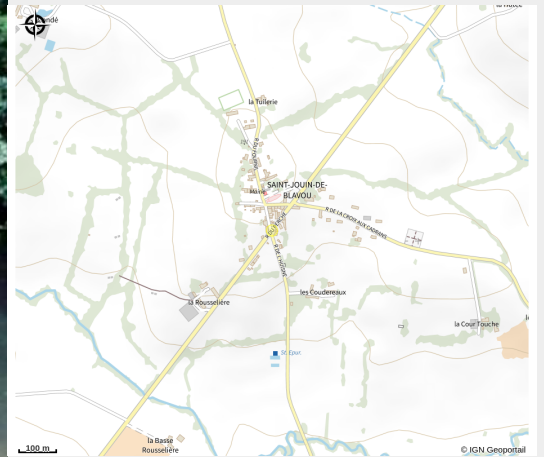 la Tuilerie
Mairie
SAINT-JOUIN-DE-
BLAVOU
R DE LA CROIX AUX CADRANS
la Rousselière
les Coudereaux
la Cour Touche
St. Epur.
la Basse
Rousselière
100 m
© IGN Geoportail